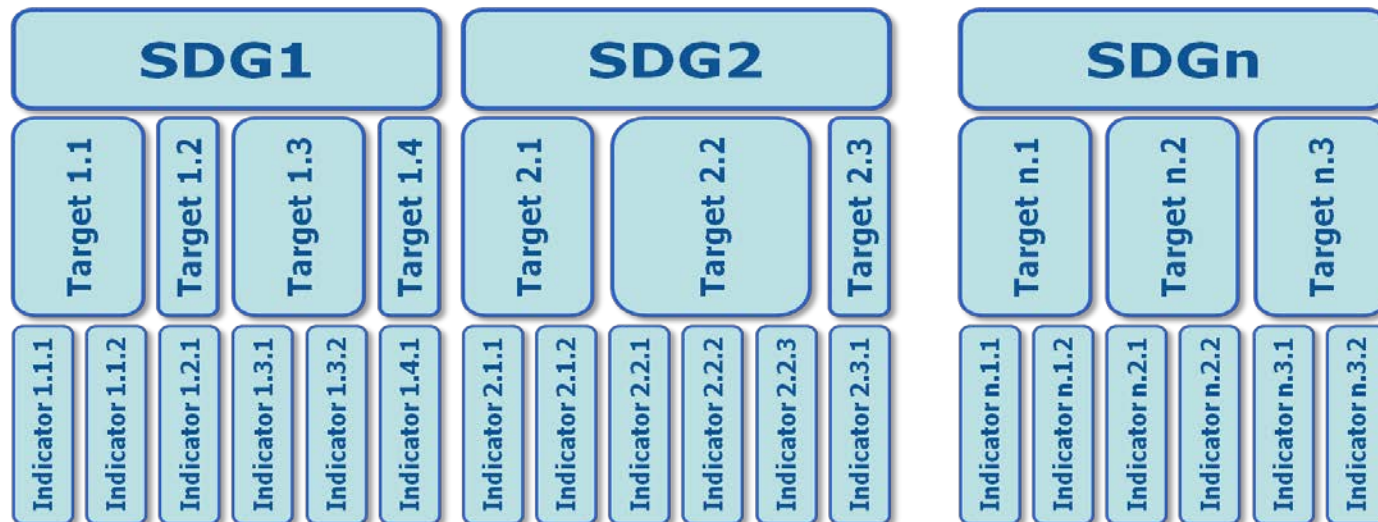 SDG1
SDG2
SDGn
Target 1.1
Target 1.2
Target 1.3
Target 1.4
Target 2.1
Target 2.2
Target 2.3
Target n.1
Target n.2
Target n.3
Indicator 1.1.1
Indicator 1.1.2
Indicator 1.2.1
Indicator 1.3.1
Indicator 1.3.2
Indicator 1.4.1
Indicator 2.1.1
Indicator 2.1.2
Indicator 2.2.1
Indicator 2.2.2
Indicator 2.2.3
Indicator 2.3.1
Indicator n.1.1
Indicator n.1.2
Indicator n.2.1
Indicator n.2.2
Indicator n.3.1
Indicator n.3.2